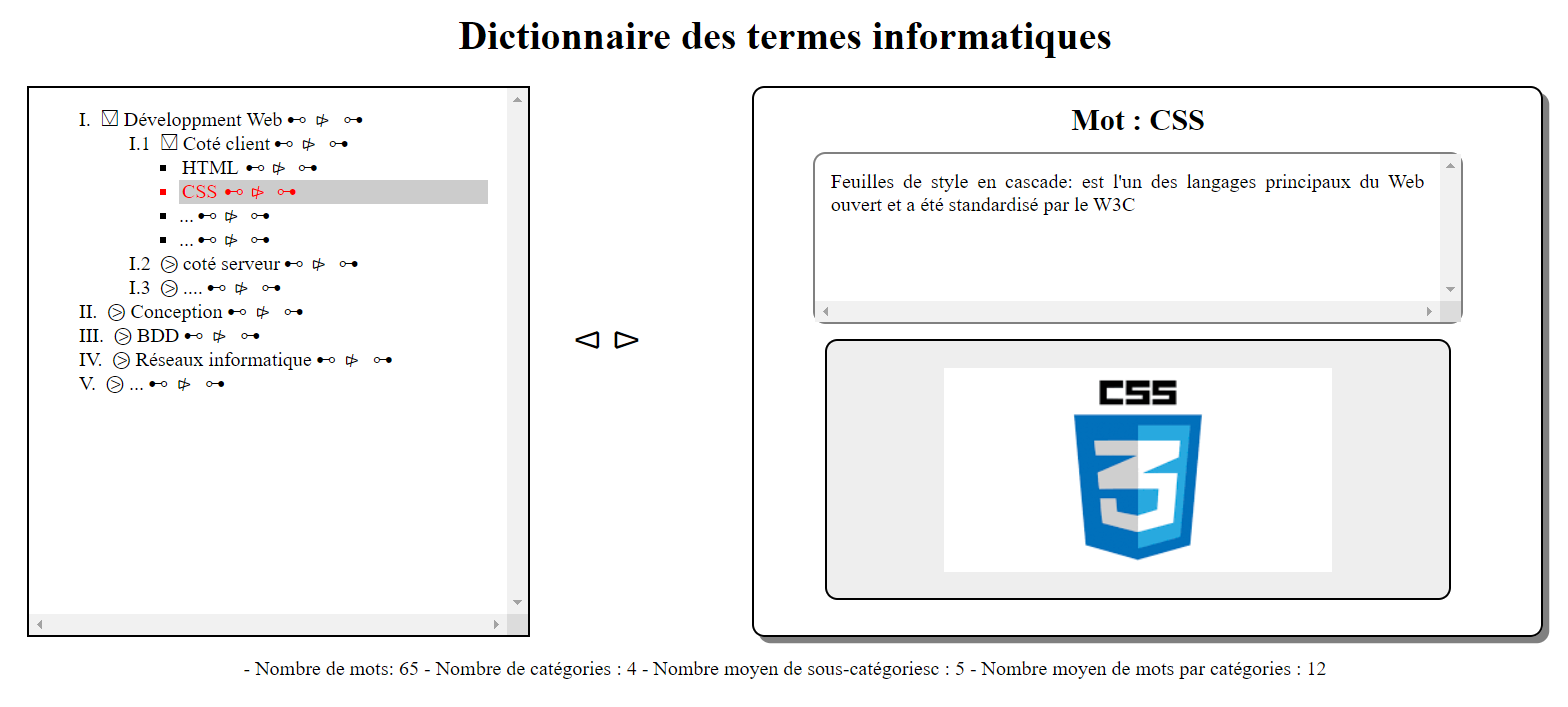 Dictionnaire des termes informatiques
I. Développment Web
I.1 Coté client
HTML
CSS
...
...
I.2 coté serveur
I.3 ....
II. Conception
III. BDD
IV. Réseaux informatique
V. ...
Mot : CSS
Feuilles de style en cascade: est l'un des langages principaux du Web
ouvert et a été standardisé par le W3C
CSS
3
- Nombre de mots: 65 - Nombre de catégories : 4 - Nombre moyen de sous-catégoriesc : 5 - Nombre moyen de mots par catégories : 12